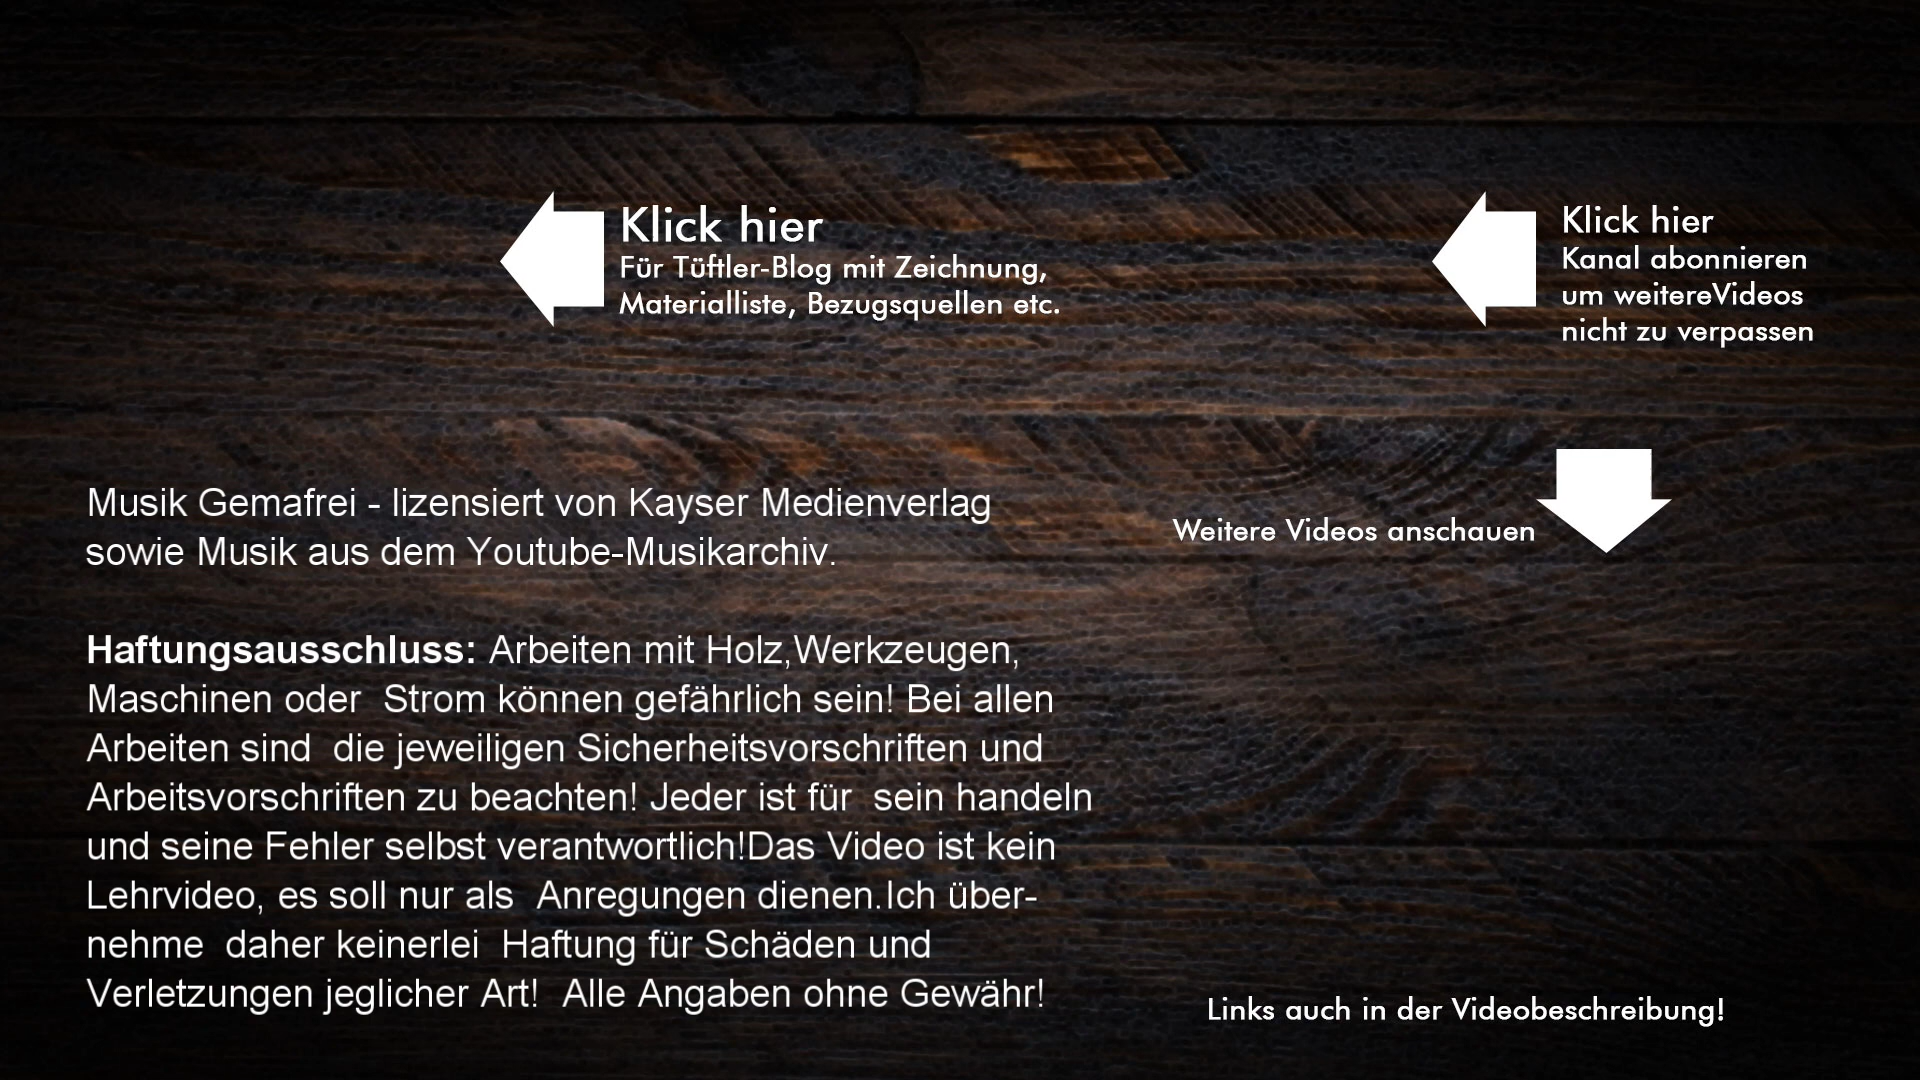 Klick hier
Für Tüftler-Blog mit Zeichnung,
Materialliste, Bezugsquellen etc.
Klick hier
Kanal abonnieren
um weitereVideos
nicht zu verpassen
Musik Gemafrei - lizensiert von Kayser Medienverlag
sowie Musik aus dem Youtube-Musikarchiv.
Weitere Videos anschauen
Haftungsausschluss: Arbeiten mit Holz,Werkzeugen,
Maschinen oder  Strom können gefährlich sein! Bei allen
Arbeiten sind  die jeweiligen Sicherheitsvorschriften und
Arbeitsvorschriften zu beachten! Jeder ist für  sein handeln
und seine Fehler selbst verantwortlich!Das Video ist kein
Lehrvideo, es soll nur als  Anregungen dienen.Ich über-
nehme  daher keinerlei  Haftung für Schäden und
Verletzungen jeglicher Art!  Alle Angaben ohne Gewähr!
Links auch in der Videobeschreibung!